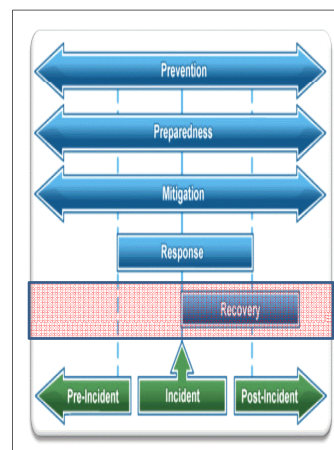 Prevention
Preparedness
Mitigation
Response
Recovery
Pre-Incident Incident Post-Incident